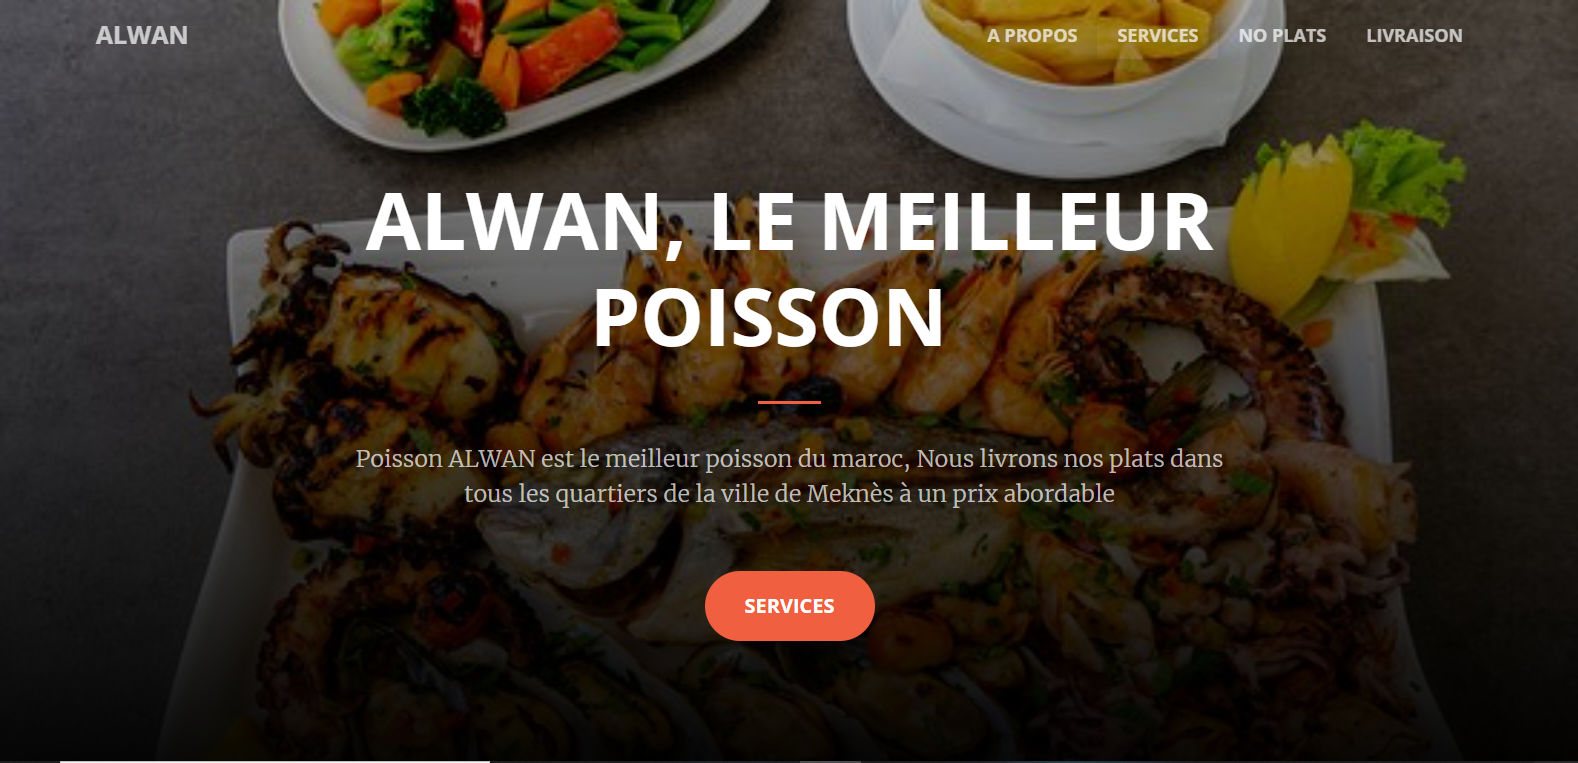 ALWAN
A PROPOS SERVICES NO PLATS LIVRAISON
ALWAN, LE MEILLEUR
POISSON
Poisson ALWAN est le meilleur poisson du maroc, Nous livrons nos plats dans
tous les quartiers de la ville de Meknès à un prix abordable
SERVICES